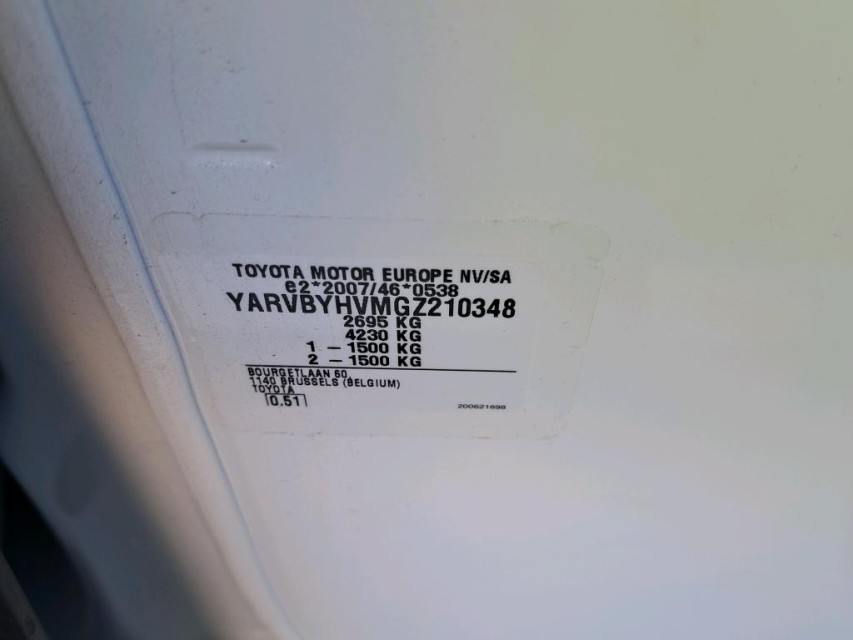 TOYOTA MOTOR EUROPE NV/SA
e2*2007/46*0538
YARVBYHVMGZ210348
2695 KG
4230 KG
1 – 1500 KG
2 – 1500 KG
BOURGETLAAN 60
1140 BRUSSELS (BELGIUM)
TOYOTA
0.51
200621698